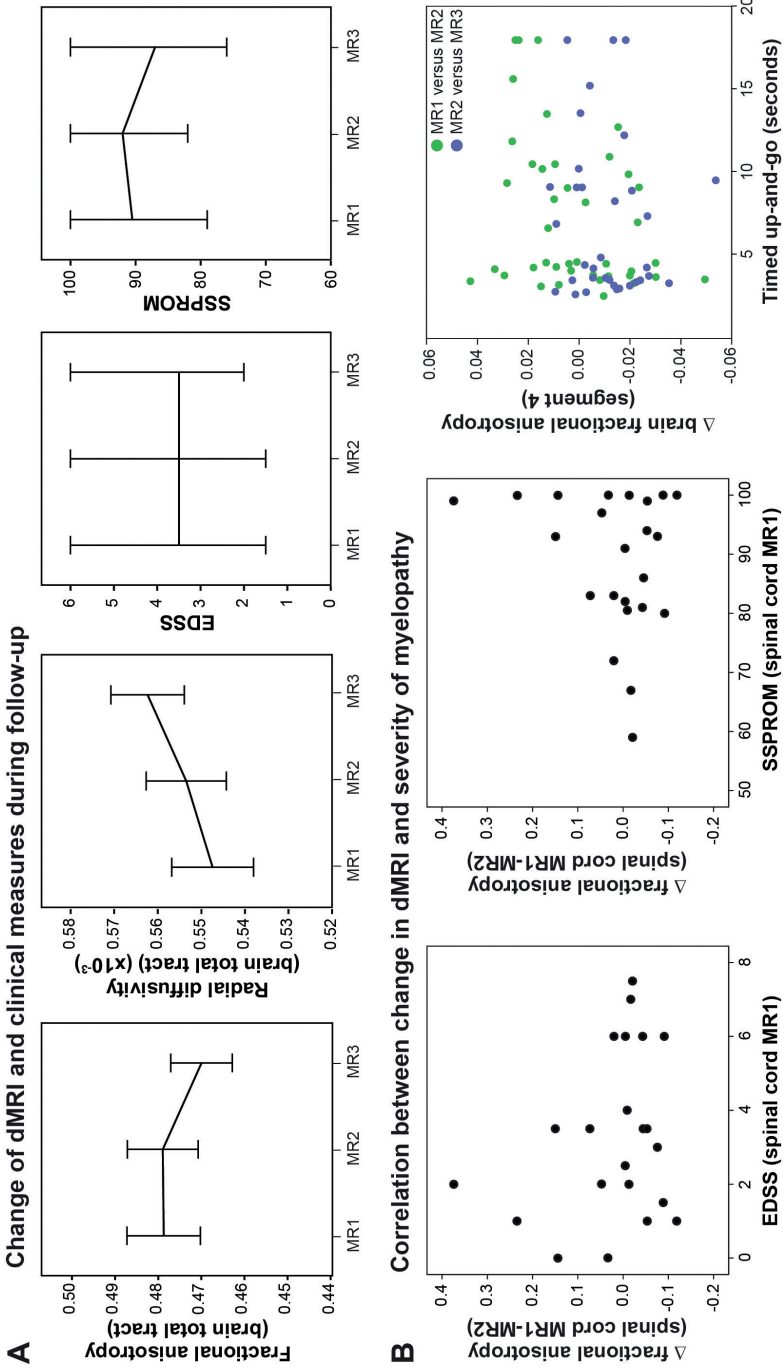 A
Change of dMRI and clinical measures during follow-up
Fractional anisotropy
(brain total tract)
0.50
0.49
0.48
0.47
0.46
0.45
0.44
MR1
MR2
MR3
Radial diffusivity
(brain total tract) (x10-³)
0.58
0.57
0.56
0.55
0.54
0.53
0.52
MR1
MR2
MR3
EDSS
6
5
4
3
2
1
0
MR1
MR2
MR3
SSPROM
100
90
80
70
60
MR1
MR2
MR3
B
Correlation between change in dMRI and severity of myelopathy
Δ fractional anisotropy
(spinal cord MR1-MR2)
0.4
0.3
0.2
0.1
0.0
-0.1
-0.2
0
2
4
6
8
EDSS (spinal cord MR1)
Δ fractional anisotropy
(spinal cord MR1-MR2)
0.4
0.3
0.2
0.1
0.0
-0.1
-0.2
50
60
70
80
90
100
SSPROM (spinal cord MR1)
Δ brain fractional anisotropy
(segment 4)
0.06
0.04
0.02
0.00
-0.02
-0.04
-0.06
5
10
15
20
Timed up-and-go (seconds)
MR1 versus MR2
MR2 versus MR3